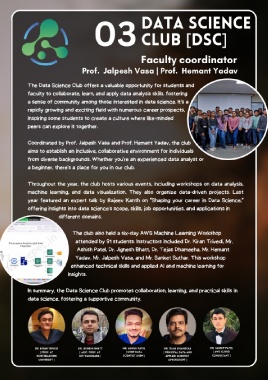 03 DATA SCIENCE
CLUB [DSC]
Faculty coordinator
Prof. Jalpesh Vasa | Prof. Hemant Yadav
The Data Science Club offers a valuable opportunity for students and
faculty to collaborate, learn, and apply data analysis skills, fostering
a sense of community among those interested in data science. It's a
rapidly growing and exciting field with numerous career prospects,
inspiring some students to create a culture where like-minded
peers can explore it together.
Coordinated by Prof. Jalpesh Vasa and Prof. Hemant Yadav, the club
aims to establish an inclusive, collaborative environment for individuals
from diverse backgrounds. Whether you're an experienced data analyst or
a beginner, there's a place for you in our club.
Throughout the year, the club hosts various events, including workshops on data analysis,
machine learning, and data visualization. They also organize data-driven projects. Last
year featured an expert talk by Rajeev Kanth on "Shaping your career in Data Science,"
offering insights into data science's scope, skills, job opportunities, and applications in
different domains.
The club also held a six-day AWS Machine Learning Workshop
attended by 51 students. Instructors included Dr. Kiran Trivedi, Mr.
Ashish Patel, Dr. Jignesh Bhatt, Dr. Tejas Dhameeha, Mr. Hemant
Yadav, Mr. Jalpesh Vasa, and Mr. Sanket Suthar. This workshop
enhanced technical skills and applied AI and machine learning for
insights.
In summary, the Data Science Club promotes collaboration, learning, and practical skills in
data science, fostering a supportive community.